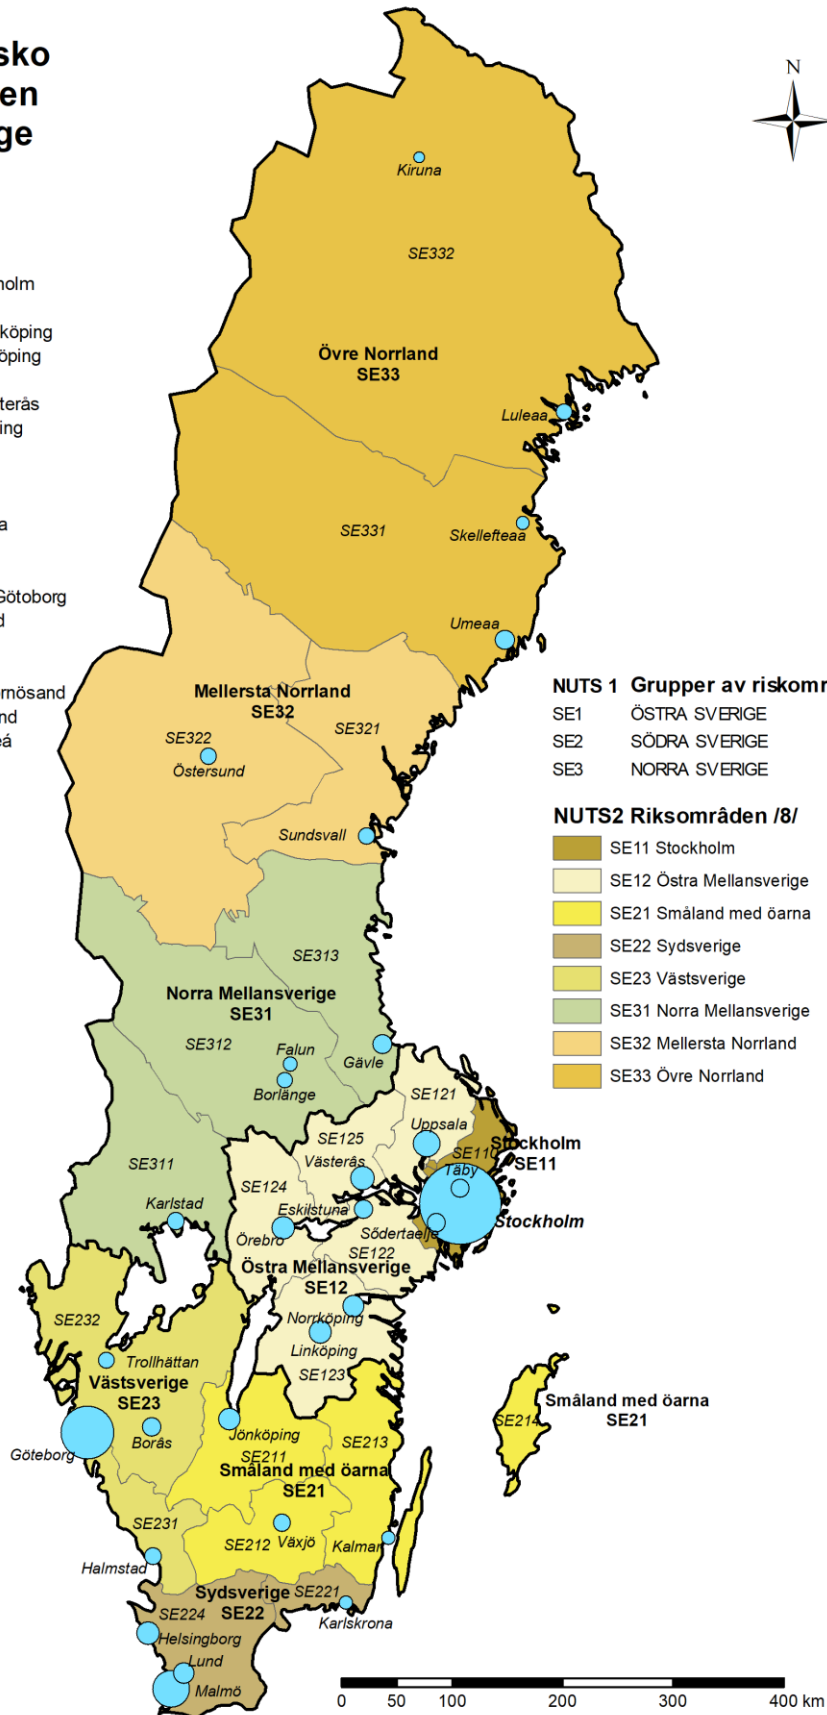 sko
en
ge
N
Kiruna
SE332
holm
köping
öping
Övre Norrland
SE33
terås
ing
Luleaa
SE331
Skellefteaa
a
Götoborg
d
Umeaa
rnösand
nd
eá
Mellersta Norrland
SE32
SE321
SE322
Östersund
Sundsvall
NUTS 1 Grupper av riskomr
SE1 ÖSTRA SVERIGE
SE2 SÖDRA SVERIGE
SE3 NORRA SVERIGE
NUTS2 Riksområden /8/
SE11 Stockholm
SE12 Östra Mellansverige
SE21 Småland med öarna
SE22 Sydsverige
SE23 Västsverige
SE31 Norra Mellansverige
SE32 Mellersta Norrland
SE33 Övre Norrland
SE313
Norra Mellansverige
SE31
SE312
Falun
Gävle
Borlänge
SE121
Uppsala
SE125
Stockholm
SE11
SE110
Täby
Västerås
SE311
SE124
Karlstad
Eskilstuna
Stockholm
Örebro
Södertaelje
SE122
Östra Mellansverige
SE12
SE232
Norrköping
Linköping
Trollhättan
SE123
Västsverige
SE23
Småland med öarna
SE21
SE214
Jönköping
Borås
Göteborg
SE213
SE211
Småland med öarna
SE21
SE231
SE212
Växjö
Kalmar
Halmstad
Sydsverige
SE22
SE221
SE224
Karlskrona
Helsingborg
Lund
Malmö
0 50 100 200 300 400 km